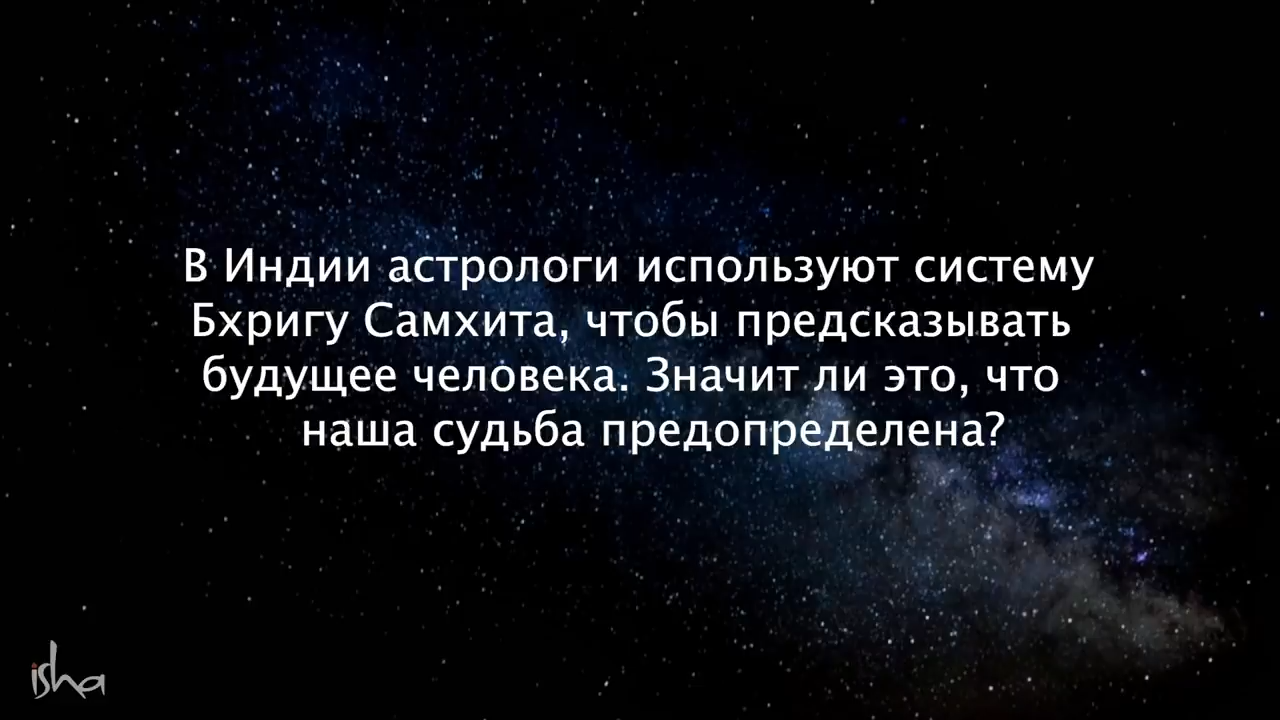 В Индии астрологи используют систему
Бхригу Самхита, чтобы предсказывать
будущее человека. Значит ли это, что
наша судьба предопределена?
isha